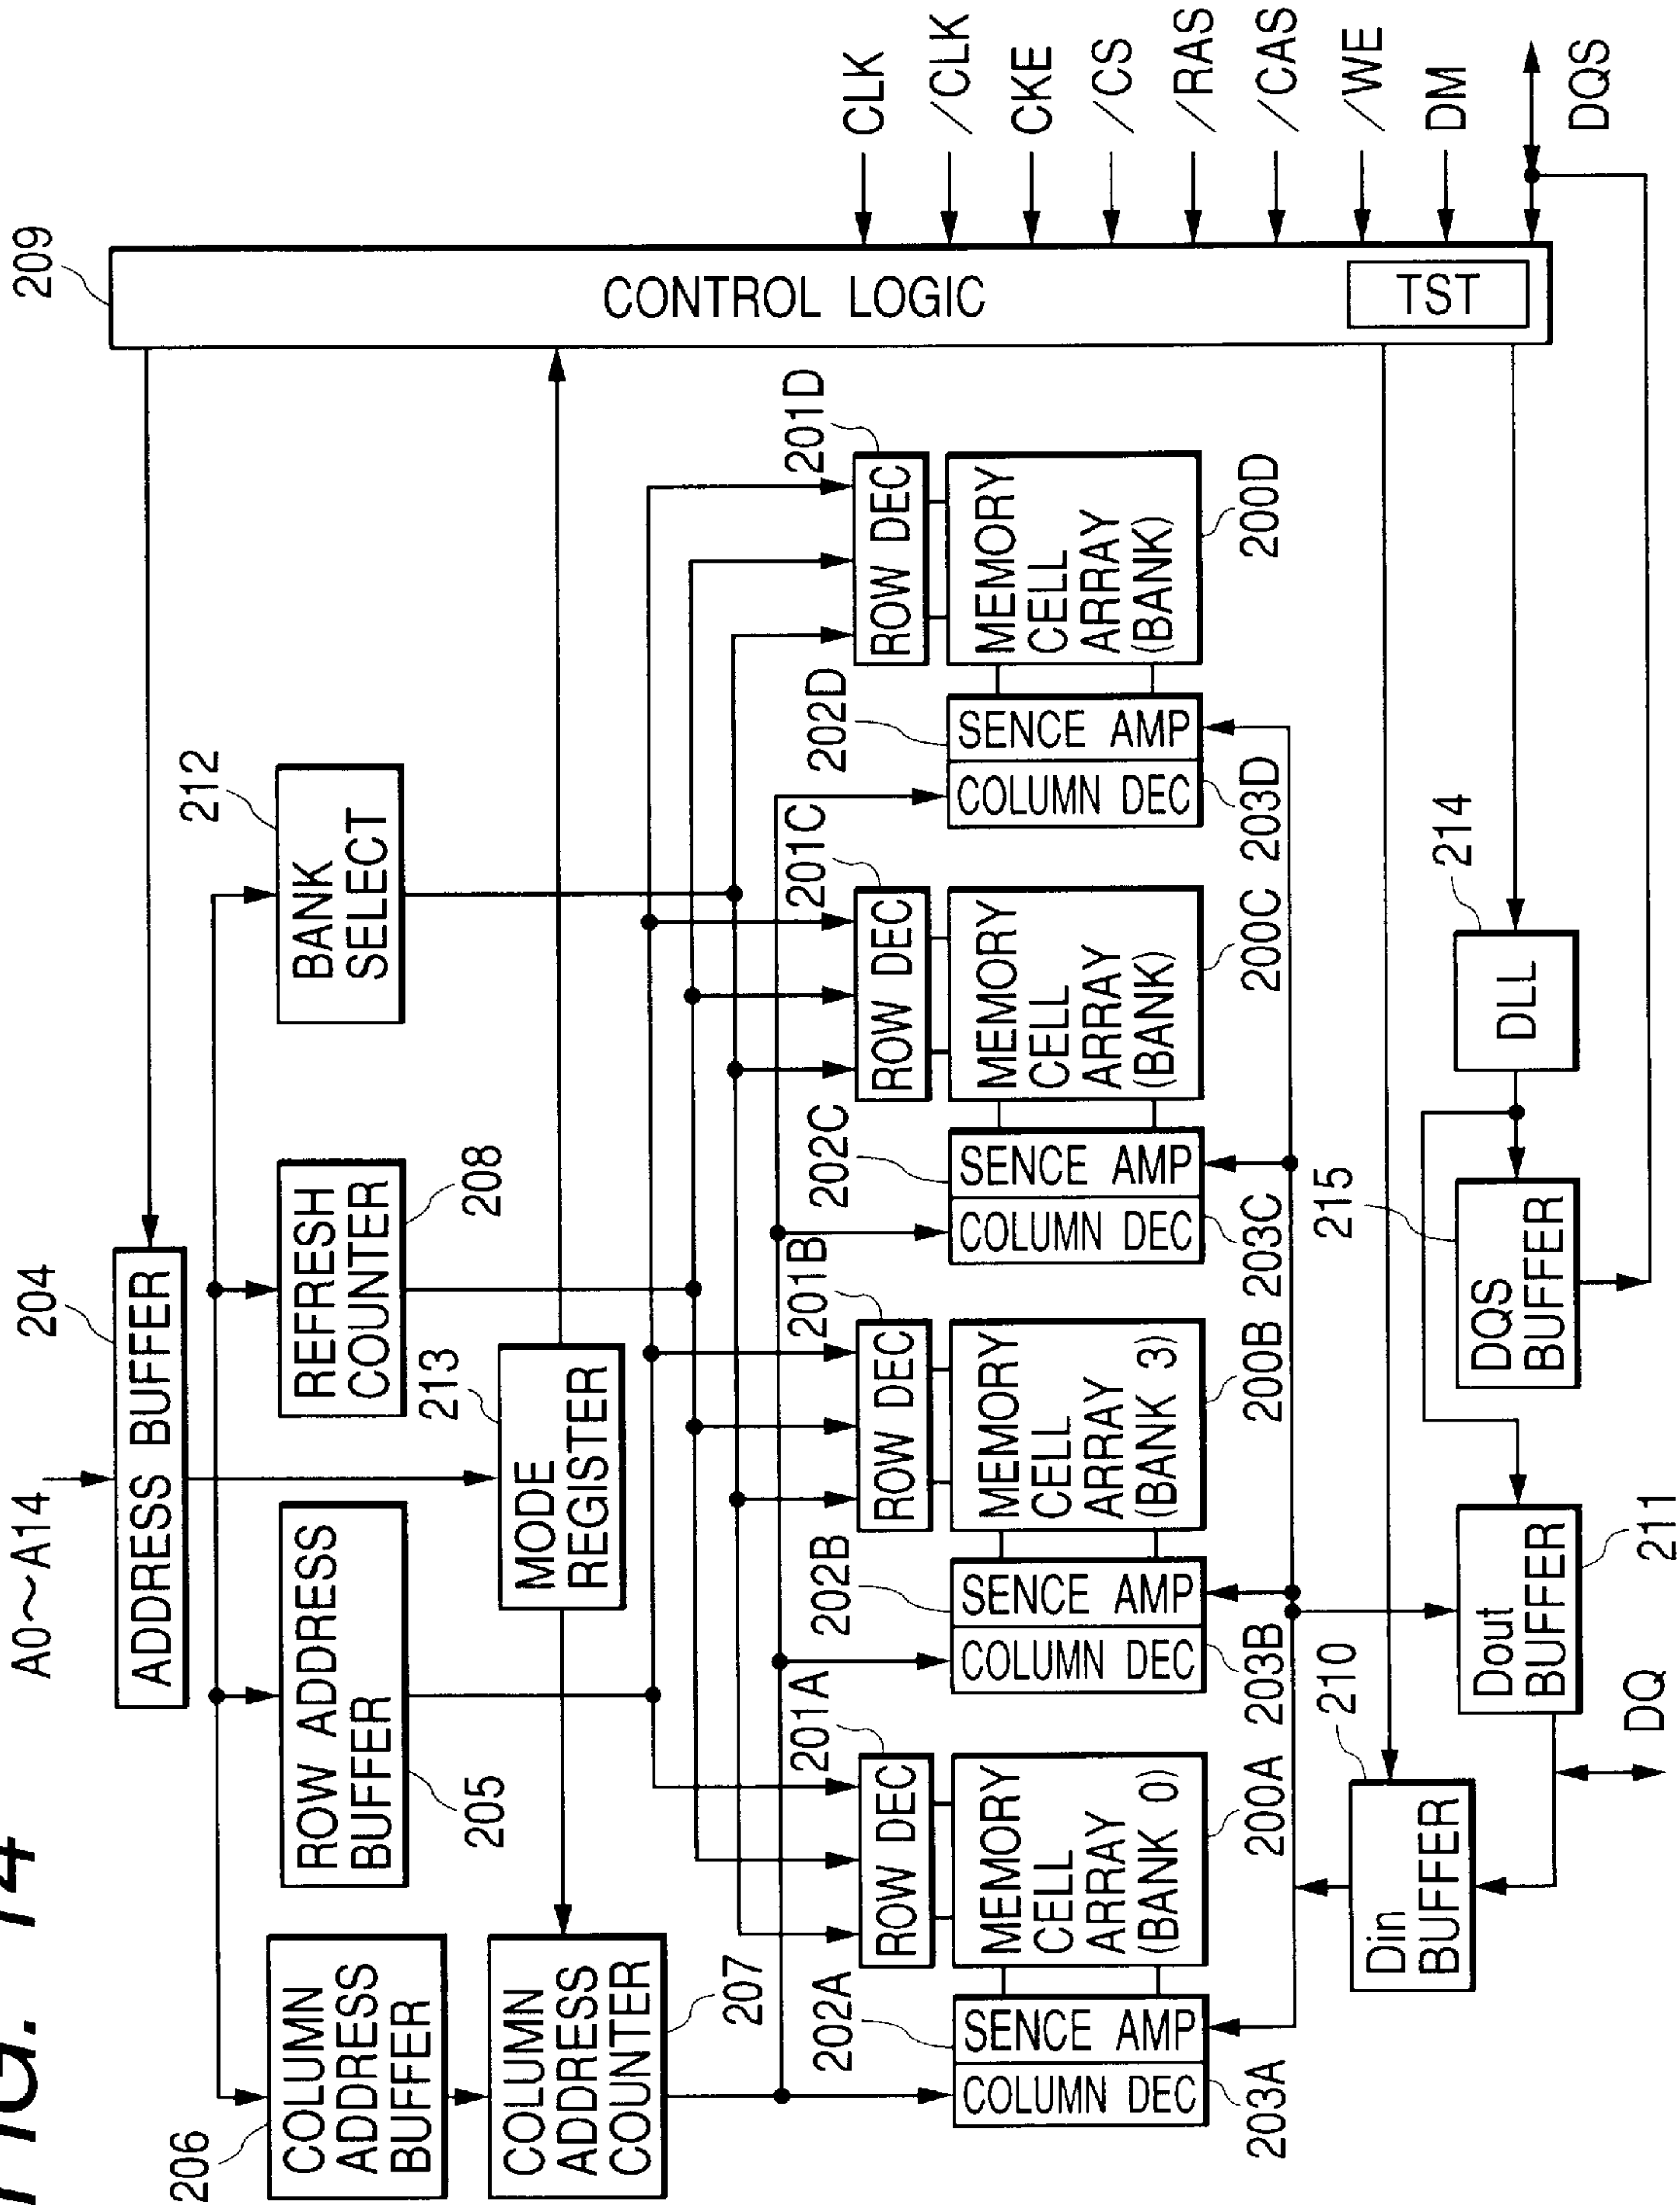 FIG. 14
A0~A14
204
ADDRESS BUFFER
209
CONTROL LOGIC
TST
CLK
/CLK
CKE
/CS
/RAS
/CAS
/WE
DM
DQS
206
COLUMN
ADDRESS
BUFFER
ROW ADDRESS
BUFFER
205
REFRESH
COUNTER
208
212
BANK
SELECT
213
MODE
REGISTER
COLUMN
ADDRESS
COUNTER
207
201A
ROW DEC
202A
SENCE AMP
COLUMN DEC
203A
MEMORY
CELL
ARRAY
(BANK 0)
200A
201B
ROW DEC
202B
SENCE AMP
COLUMN DEC
203B
MEMORY
CELL
ARRAY
(BANK 3)
200B
201C
ROW DEC
202C
SENCE AMP
COLUMN DEC
203C
MEMORY
CELL
ARRAY
(BANK)
200C
201D
ROW DEC
202D
SENCE AMP
COLUMN DEC
203D
MEMORY
CELL
ARRAY
(BANK)
200D
210
Din
BUFFER
Dout
BUFFER
211
DQ
215
DQS
BUFFER
214
DLL